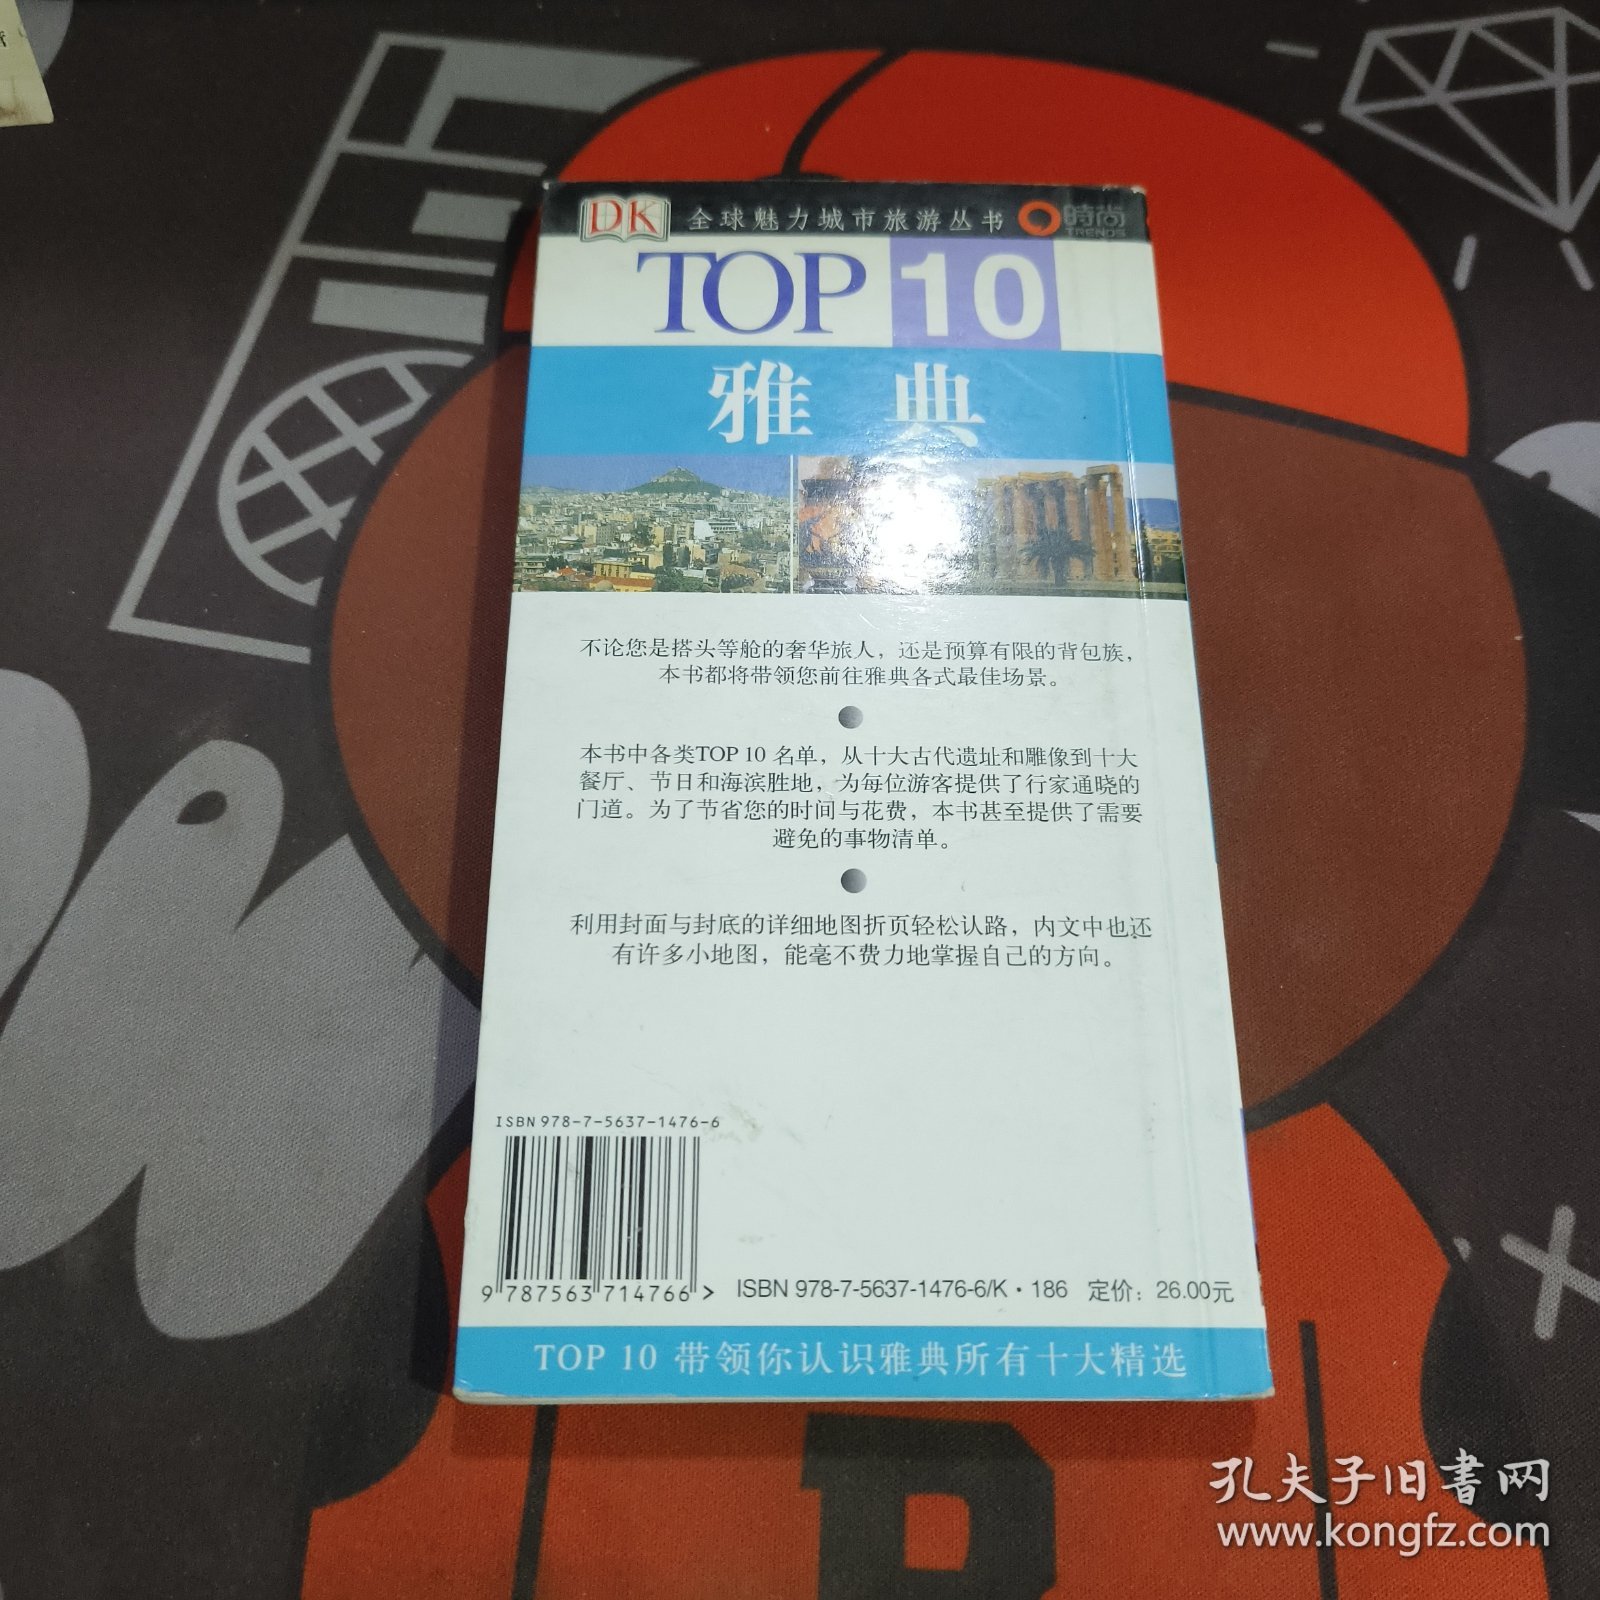 DK 全球魅力城市旅游丛书 時尚
TRENDS
TOP 10
雅典
不论您是搭头等舱的奢华旅人，还是预算有限的背包族，
本书都将带领您前往雅典各式最佳场景。
本书中各类TOP 10 名单，从十大古代遗址和雕像到十大
餐厅、节日和海滨胜地，为每位游客提供了行家通晓的
门道。为了节省您的时间与花费，本书甚至提供了需要
避免的事物清单。
利用封面与封底的详细地图折页轻松认路，内文中也还
有许多小地图，能毫不费力地掌握自己的方向。
ISBN 978-7-5637-1476-6
9 787563 714766 >
ISBN 978-7-5637-1476-6/K·186 定价：26.00元
TOP 10 带领你认识雅典所有十大精选
孔夫子旧书网
www.kongfz.com